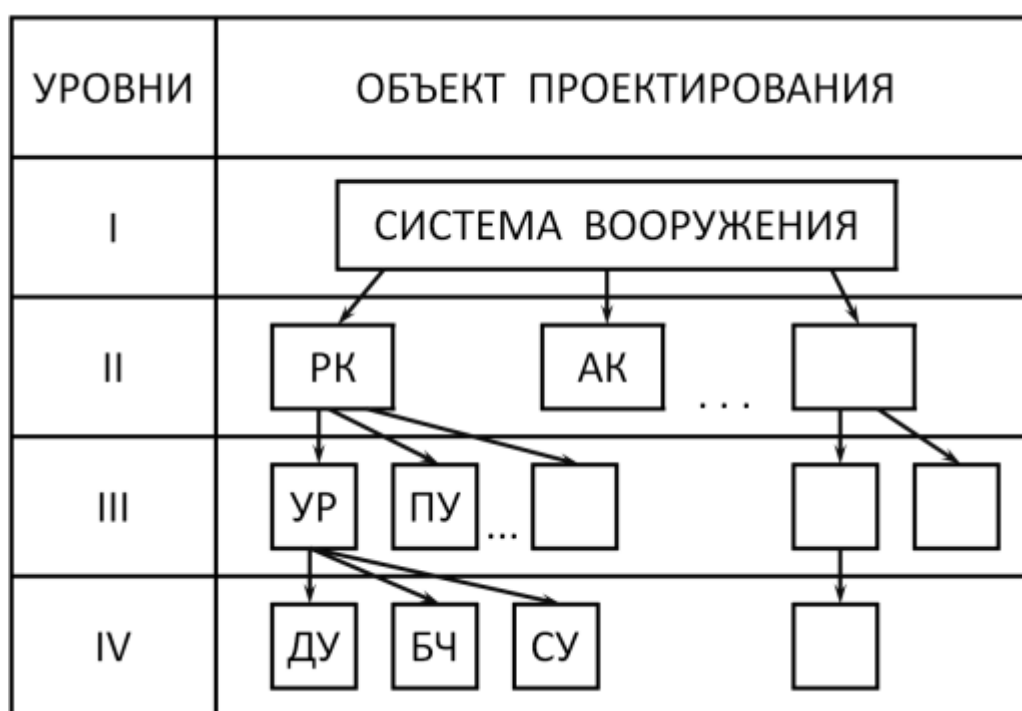 УРОВНИ
ОБЪЕКТ ПРОЕКТИРОВАНИЯ
I
СИСТЕМА ВООРУЖЕНИЯ
II
РК
АК
. . .
III
УР
ПУ
...
IV
ДУ
БЧ
СУ